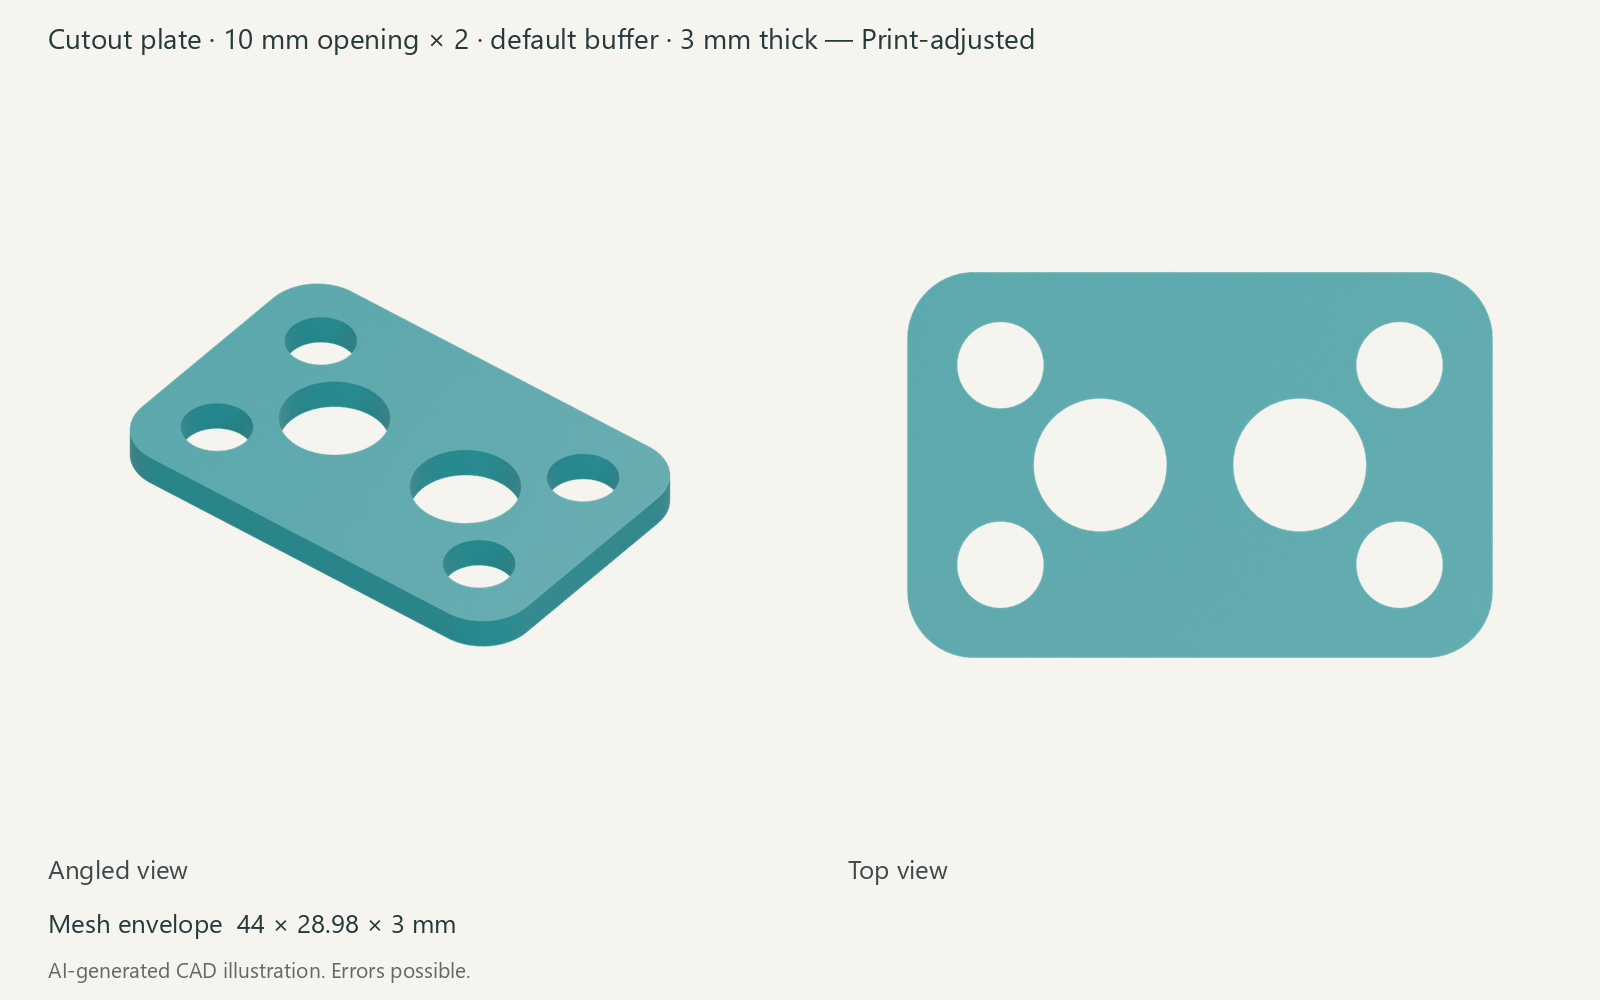 Cutout plate · 10 mm opening × 2 · default buffer · 3 mm thick — Print-adjusted
Angled view
Top view
Mesh envelope 44 × 28.98 × 3 mm
AI-generated CAD illustration. Errors possible.